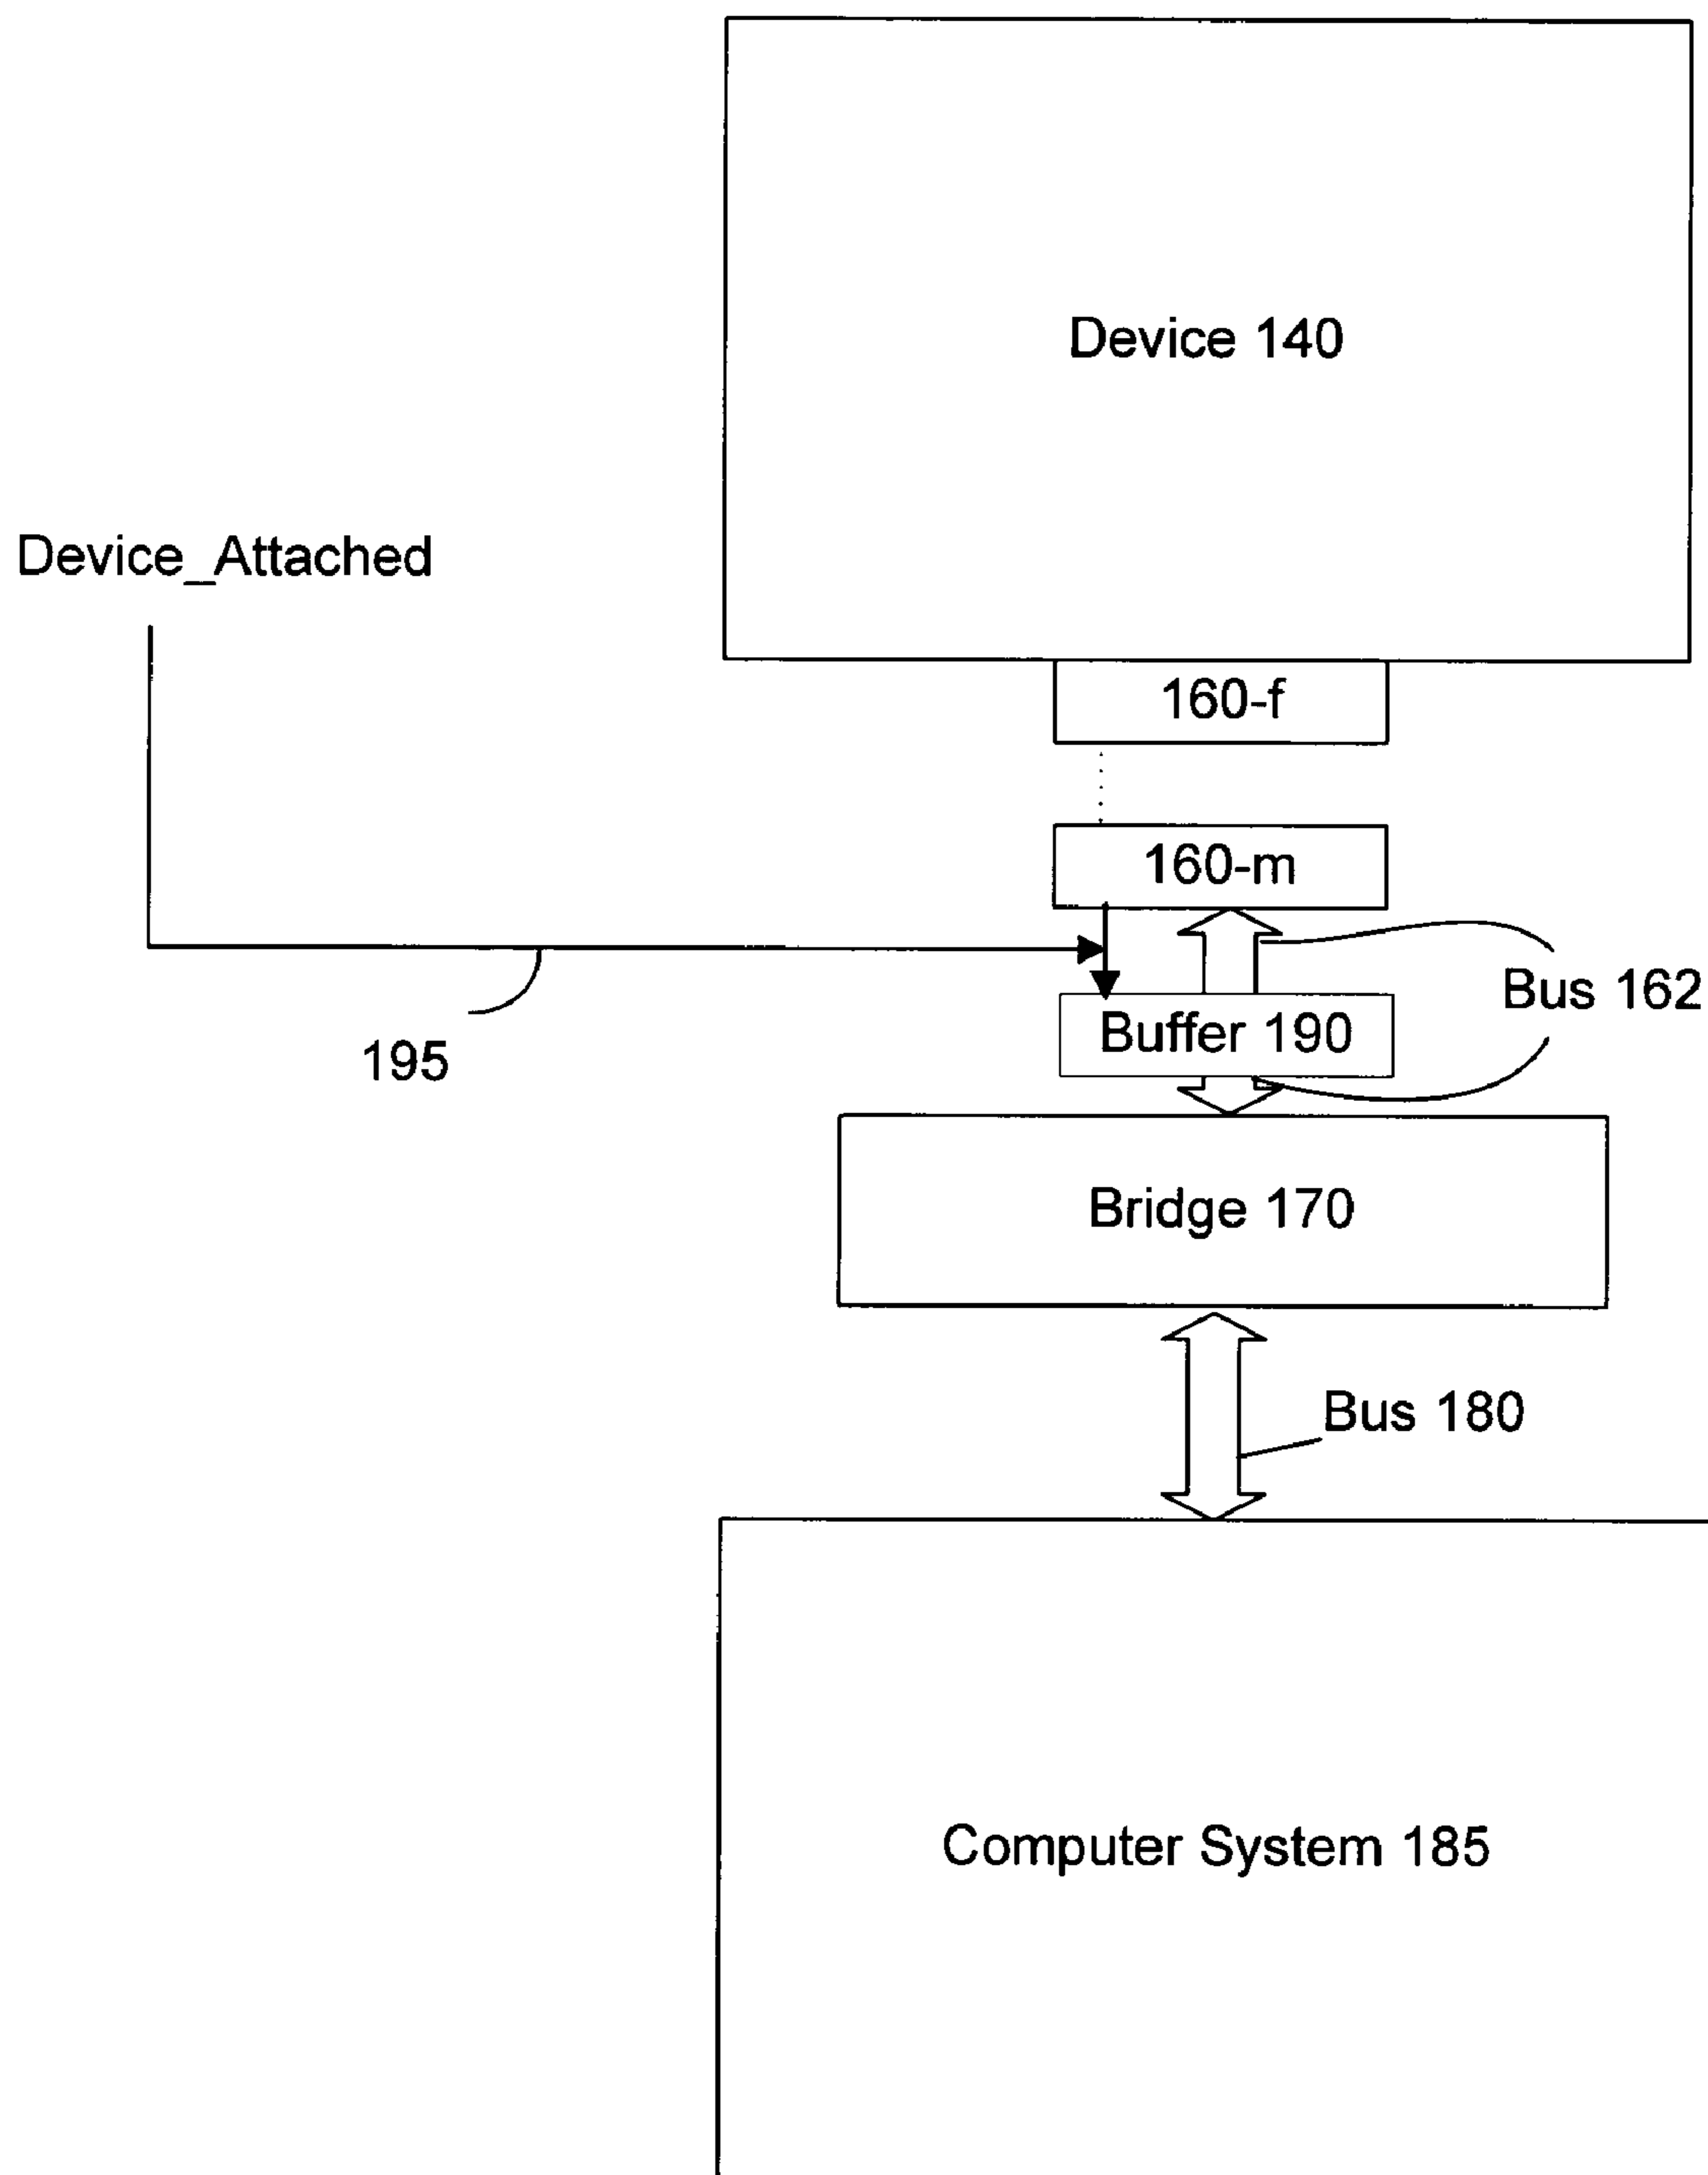 Device 140
Device_Attached
160-f
160-m
Bus 162
Buffer 190
195
Bridge 170
Bus 180
Computer System 185